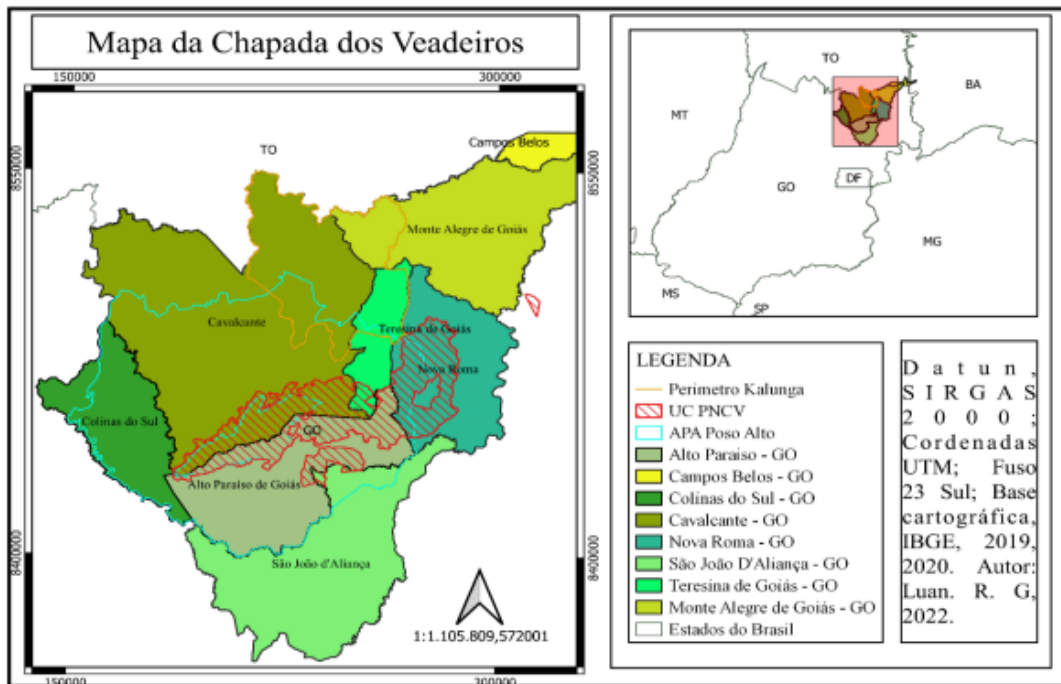 Mapa da Chapada dos Veadeiros
150000
300000
8550000
8550000
TO
Campos Belos
Monte Alegre de Goiás
Cavalcante
Teresina de Goiás
Nova Roma
Colinas do Sul
GO
Alto Paraíso de Goiás
São João d'Aliança
8400000
8400000
1:1.105.809,572001
150000
300000
TO
BA
MT
GO
DF
MG
MS
SP
LEGENDA
Perimetro Kalunga
UC PNCV
APA Poso Alto
Alto Paraiso - GO
Campos Belos - GO
Colinas do Sul - GO
Cavalcante - GO
Nova Roma - GO
São João D'Aliança - GO
Teresina de Goiás - GO
Monte Alegre de Goiás - GO
Estados do Brasil
Datun,
SIRGAS
2000;
Cordenadas
UTM; Fuso
23 Sul; Base
cartográfica,
IBGE, 2019,
2020. Autor:
Luan. R. G,
2022.